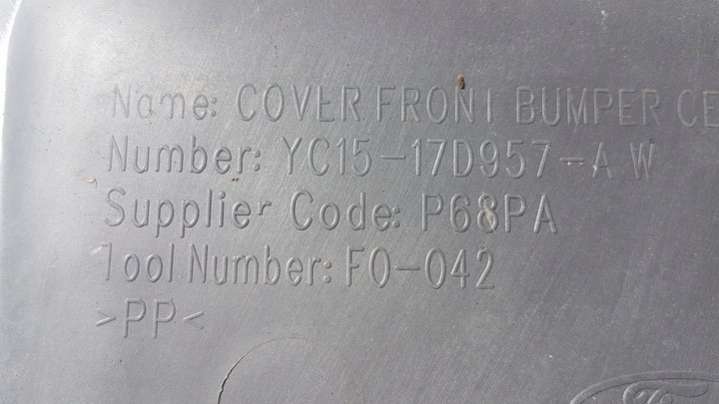 Name: COVER FRONT BUMPER CE
Number: YC15-17D957-A W
Supplier Code: P68PA
Tool Number: FO-042
>PP<